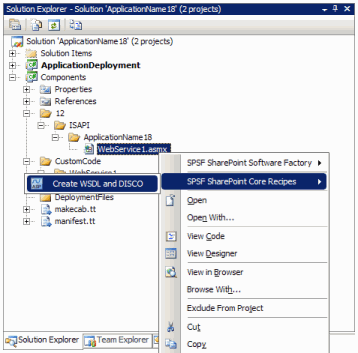 Solution Explorer - Solution 'ApplicationName18' (2 projects)
Solution 'ApplicationName18' (2 projects)
Solution Items
ApplicationDeployment
Components
Properties
References
12
ISAPI
ApplicationName18
WebService1.asmx
CustomCode
WebService1
DeploymentFiles
makecab.tt
manifest.tt
SPSF SharePoint Software Factory
SPSF SharePoint Core Recipes
Create WSDL and DISCO
Open
Open With...
View Code
View Designer
View in Browser
Browse With...
Exclude From Project
Cut
Copy
Solution Explorer
Team Explorer